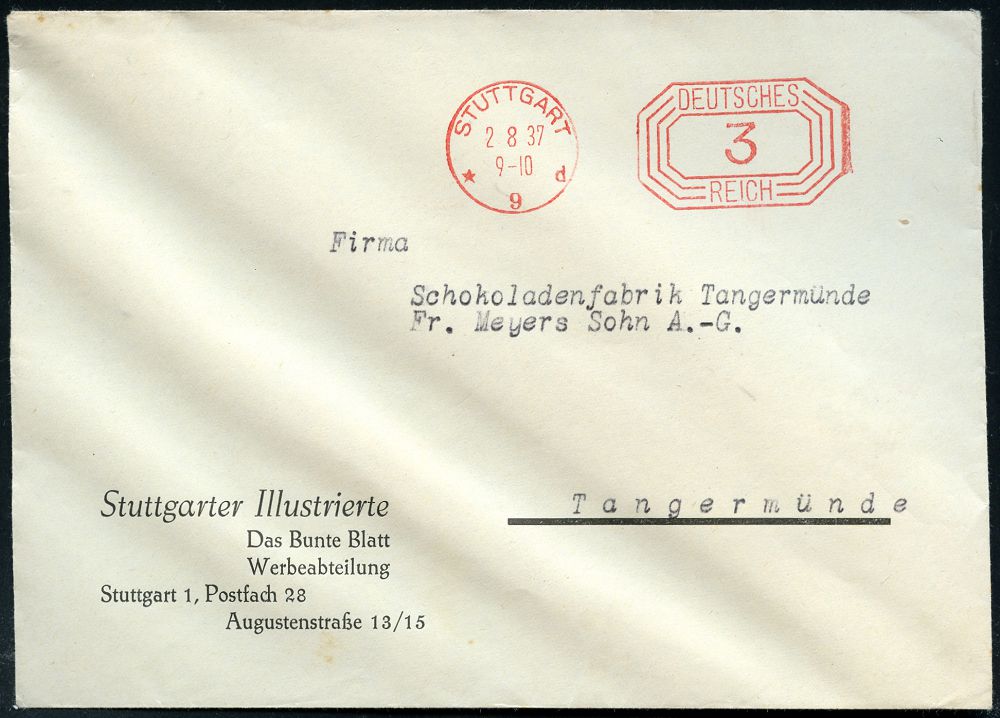 STUTTGART
2 8 37
9-10
★ 9 d
DEUTSCHES
3
REICH
Firma
Schokoladenfabrik Tangermünde
Fr. Meyers Sohn A.-G.
Tangermünde
Stuttgarter Illustrierte
Das Bunte Blatt
Werbeabteilung
Stuttgart 1, Postfach 28
Augustenstraße 13/15